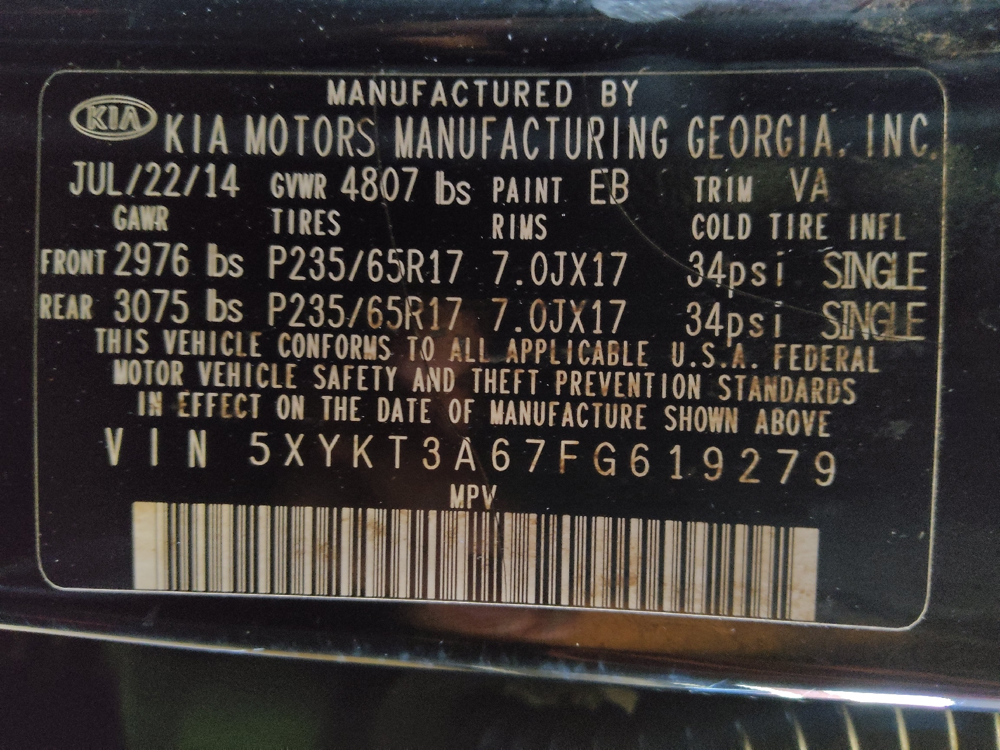 MANUFACTURED BY
KIA KIA MOTORS MANUFACTURING GEORGIA, INC.
JUL/22/14 GVWR 4807 lbs PAINT EB TRIM VA
GAWR TIRES RIMS COLD TIRE INFL
FRONT 2976 lbs P235/65R17 7.0JX17 34psi SINGLE
REAR 3075 lbs P235/65R17 7.0JX17 34psi SINGLE
THIS VEHICLE CONFORMS TO ALL APPLICABLE U.S.A. FEDERAL
MOTOR VEHICLE SAFETY AND THEFT PREVENTION STANDARDS
IN EFFECT ON THE DATE OF MANUFACTURE SHOWN ABOVE
VIN 5XYKT3A67FG619279
MPV